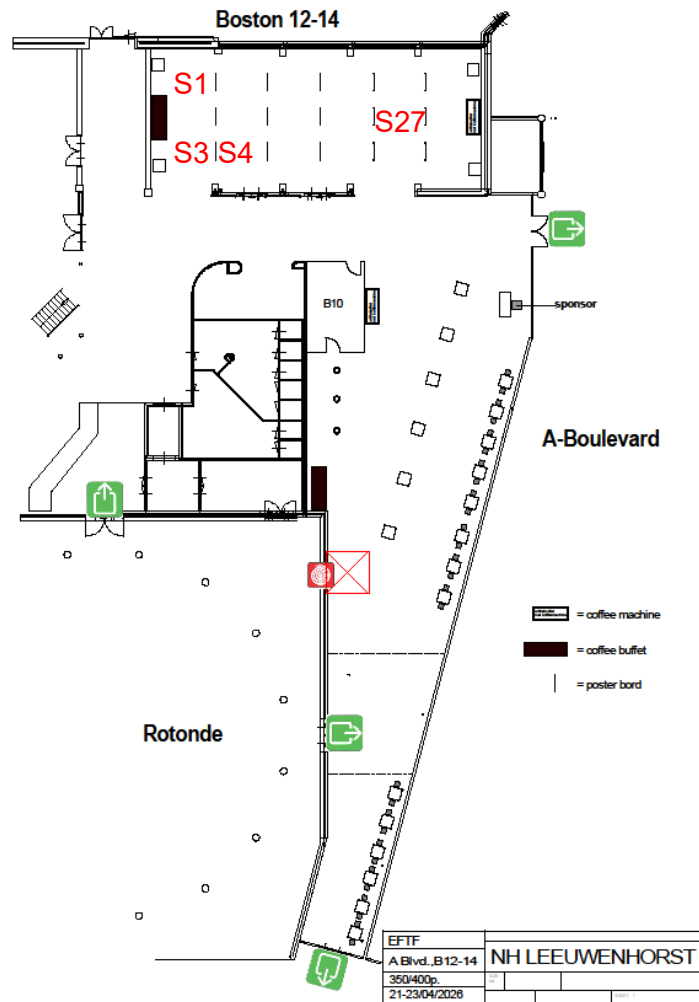 Boston 12-14
S1
S27
S3 S4
B10
sponsor
A-Boulevard
= coffee machine
= coffee buffet
= poster bord
Rotonde
EFTF
A Blvd.,B12-14
NH LEEUWENHORST
350/400p.
21-23/04/2026